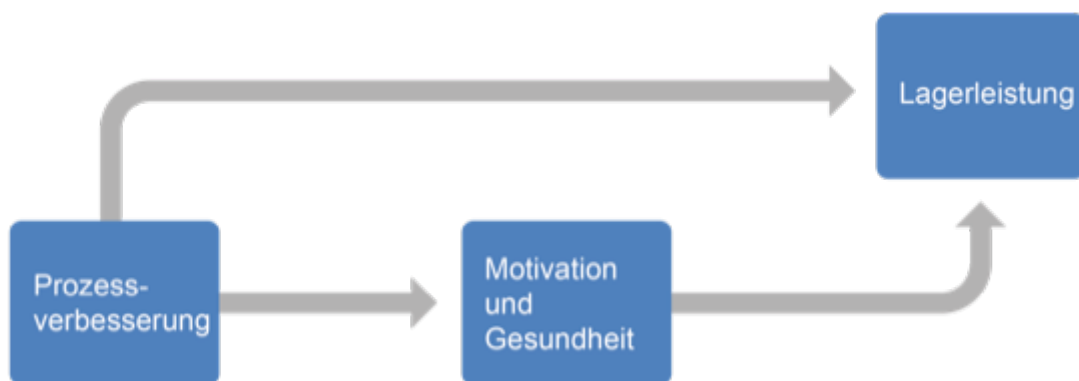 Lagerleistung
Prozess-
verbesserung
Motivation
und
Gesundheit